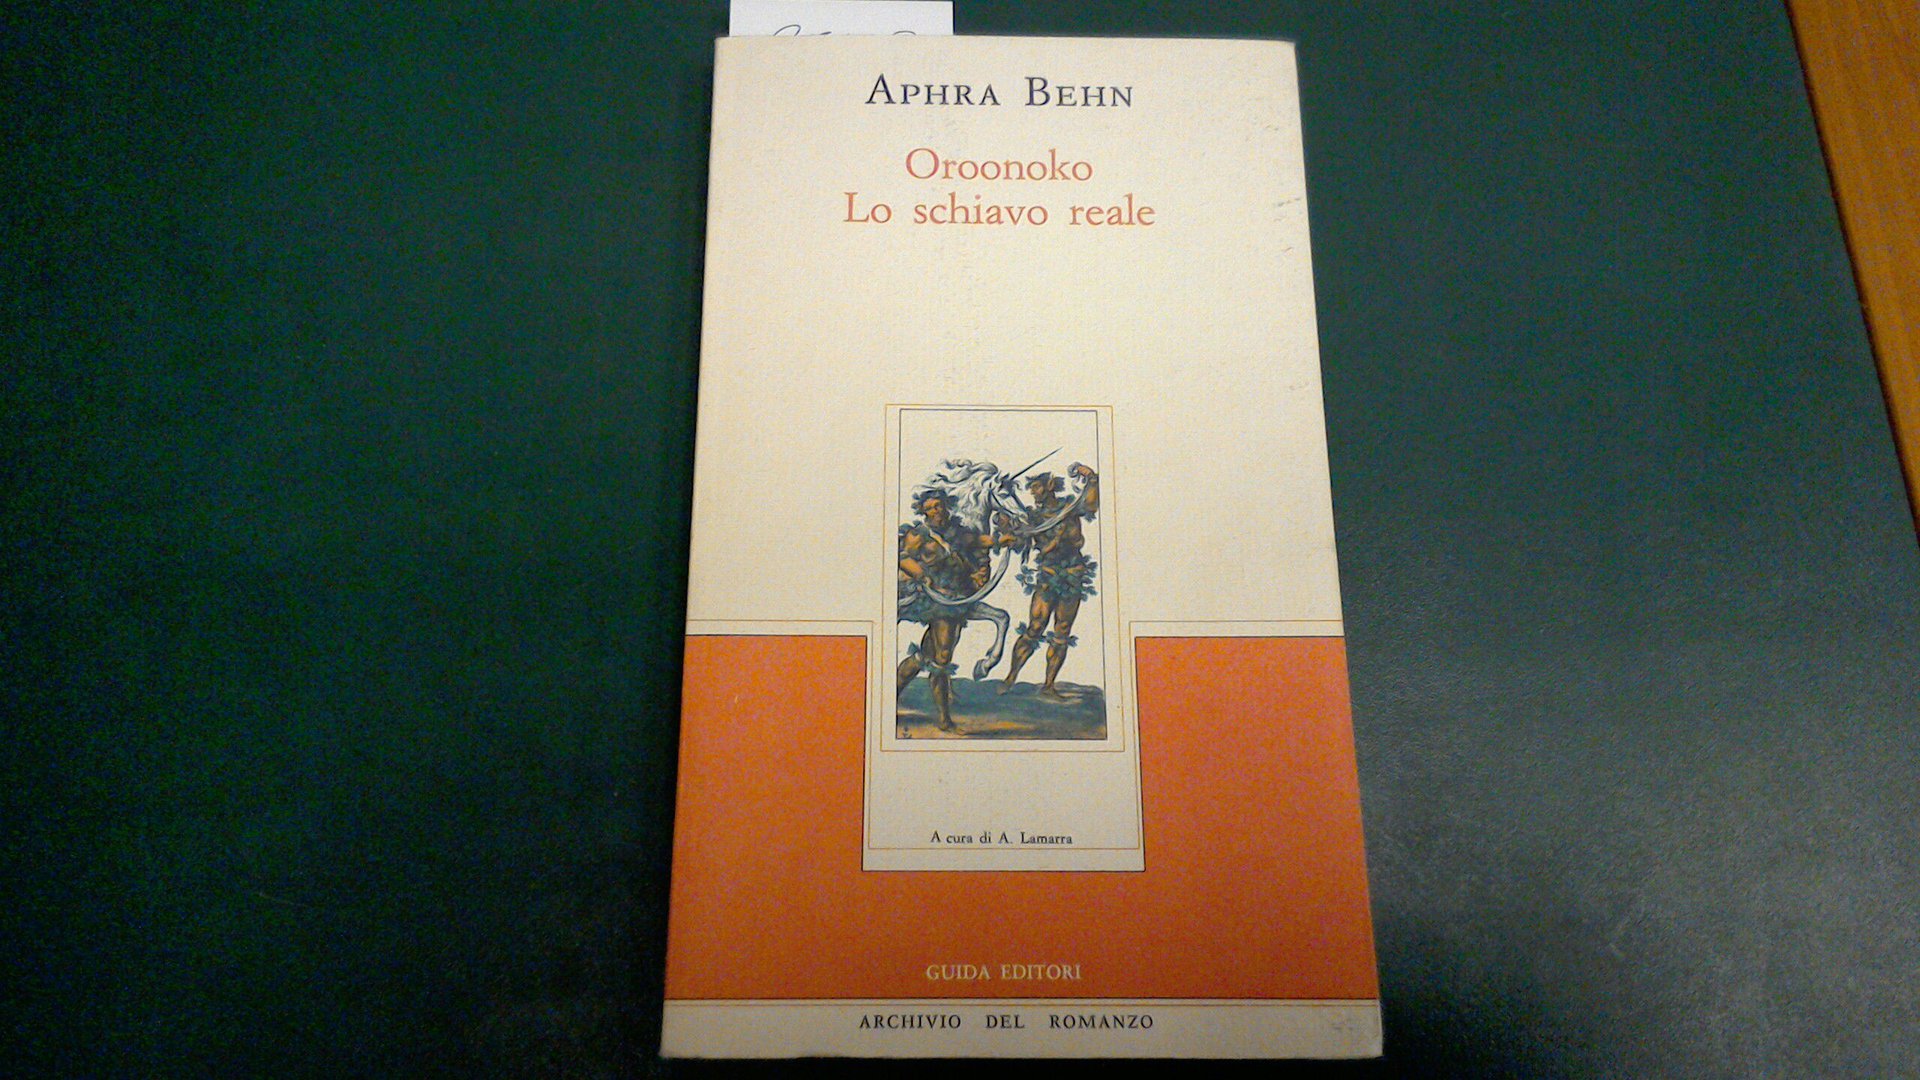 APHRA BEHN
Oroonoko
Lo schiavo reale
A cura di A. Lamarra
GUIDA EDITORI
ARCHIVIO DEL ROMANZO